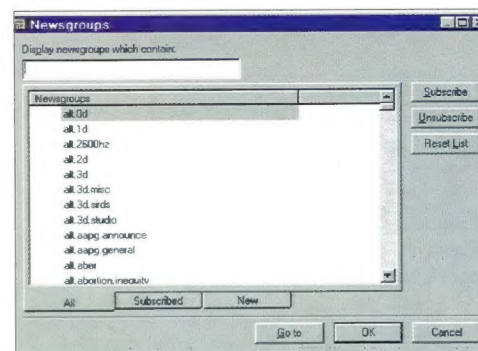 Newsgroups
Display newsgroups which contain:
Newsgroups
alt.0d
alt.1d
alt.2600hz
alt.2d
alt.3d
alt.3d.misc
alt.3d.sirds
alt.3d.studio
alt.aapg.announce
alt.aapg.general
alt.aber
alt.abortion.inequity
Subscribe
Unsubscribe
Reset List
All
Subscribed
New
Go to
OK
Cancel